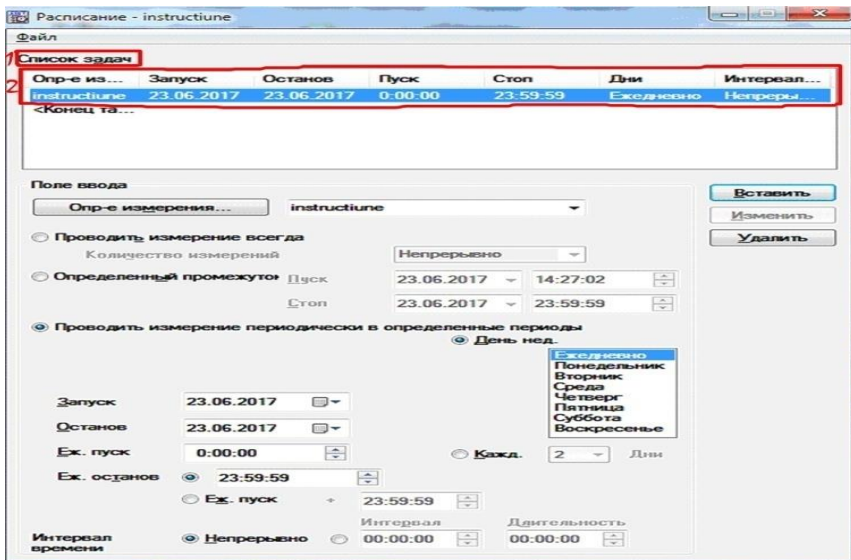 Расписание - instructiune
Файл
1 Список задач
2 Опр-е из... Запуск Останов Пуск Стоп Дни Интервал...
instructiune 23.06.2017 23.06.2017 0:00:00 23:59:59 Ежедневно Непреры...
<Конец та...
Поле ввода
Опр-е измерения... instructiune
Вставить
Изменить
Удалить
Проводить измерение всегда
Количество измерений Непрерывно
Определенный промежуток Пуск 23.06.2017 14:27:02
Стоп 23.06.2017 23:59:59
Проводить измерение периодически в определенные периоды
День нед.
Ежедневно
Понедельник
Вторник
Среда
Четверг
Пятница
Суббота
Воскресенье
Запуск 23.06.2017
Останов 23.06.2017
Еж. пуск 0:00:00
Кажд. 2 Дни
Еж. останов 23:59:59
Еж. пуск + 23:59:59
Интервал Длительность
Интервал времени Непрерывно 00:00:00 00:00:00